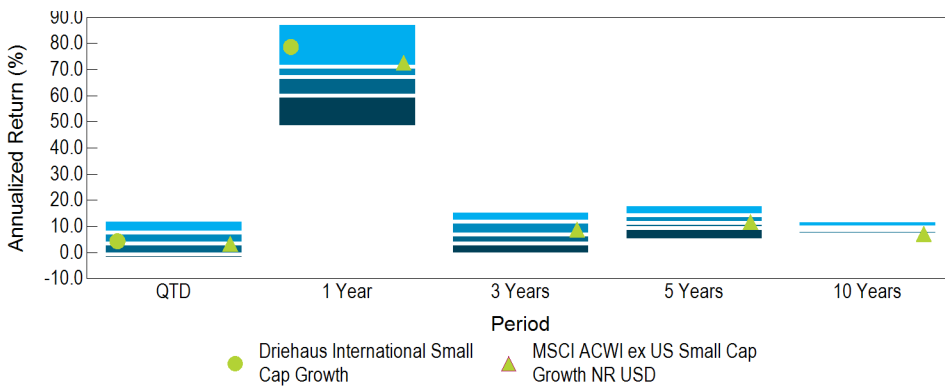 90.0
80.0
70.0
60.0
50.0
40.0
30.0
20.0
10.0
0.0
-10.0
Annualized Return (%)
QTD
1 Year
3 Years
5 Years
10 Years
Period
Driehaus International Small
Cap Growth
MSCI ACWI ex US Small Cap
Growth NR USD